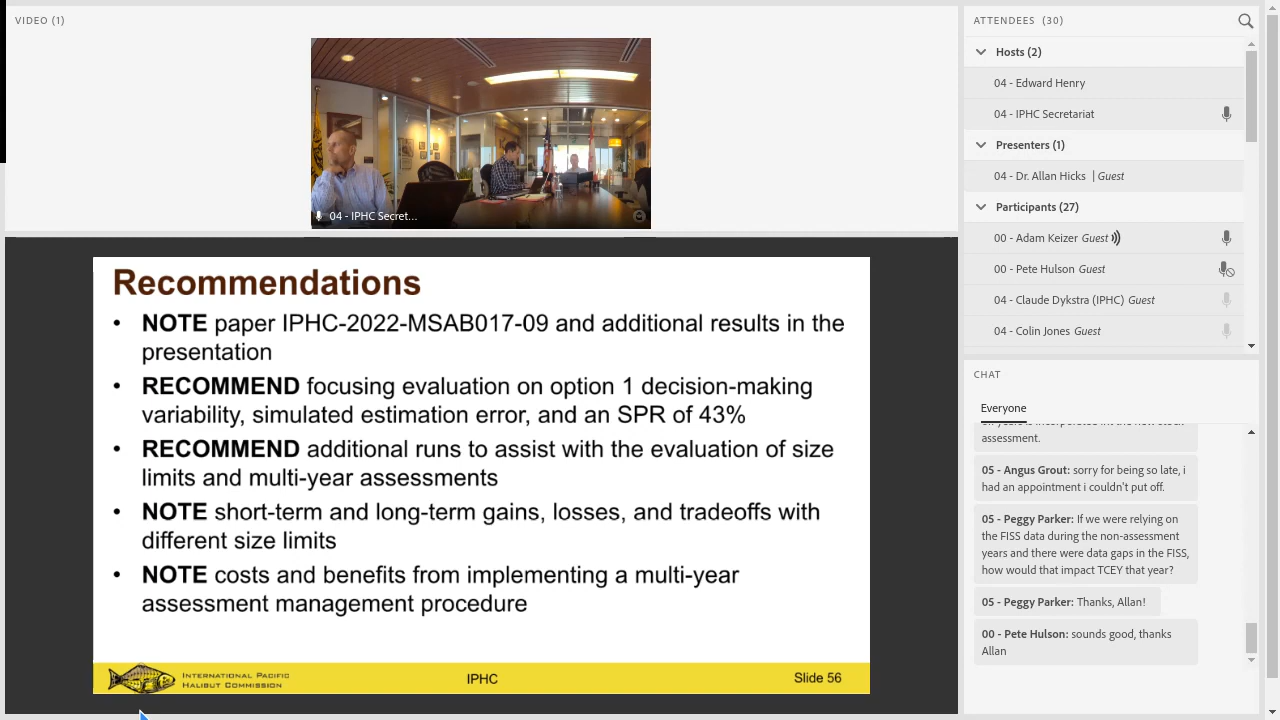 VIDEO (1)
04 - IPHC Secret...
Recommendations
• NOTE paper IPHC-2022-MSAB017-09 and additional results in the
presentation
• RECOMMEND focusing evaluation on option 1 decision-making
variability, simulated estimation error, and an SPR of 43%
• RECOMMEND additional runs to assist with the evaluation of size
limits and multi-year assessments
• NOTE short-term and long-term gains, losses, and tradeoffs with
different size limits
• NOTE costs and benefits from implementing a multi-year
assessment management procedure
INTERNATIONAL PACIFIC
HALIBUT COMMISSION
IPHC
Slide 56
ATTENDEES (30)
Hosts (2)
04 - Edward Henry
04 - IPHC Secretariat
Presenters (1)
04 - Dr. Allan Hicks | Guest
Participants (27)
00 - Adam Keizer Guest
00 - Pete Hulson Guest
04 - Claude Dykstra (IPHC) Guest
04 - Colin Jones Guest
CHAT
Everyone
assessment.
05 - Angus Grout: sorry for being so late, i
had an appointment i couldn't put off.
05 - Peggy Parker: If we were relying on
the FISS data during the non-assessment
years and there were data gaps in the FISS,
how would that impact TCEY that year?
05 - Peggy Parker: Thanks, Allan!
00 - Pete Hulson: sounds good, thanks
Allan